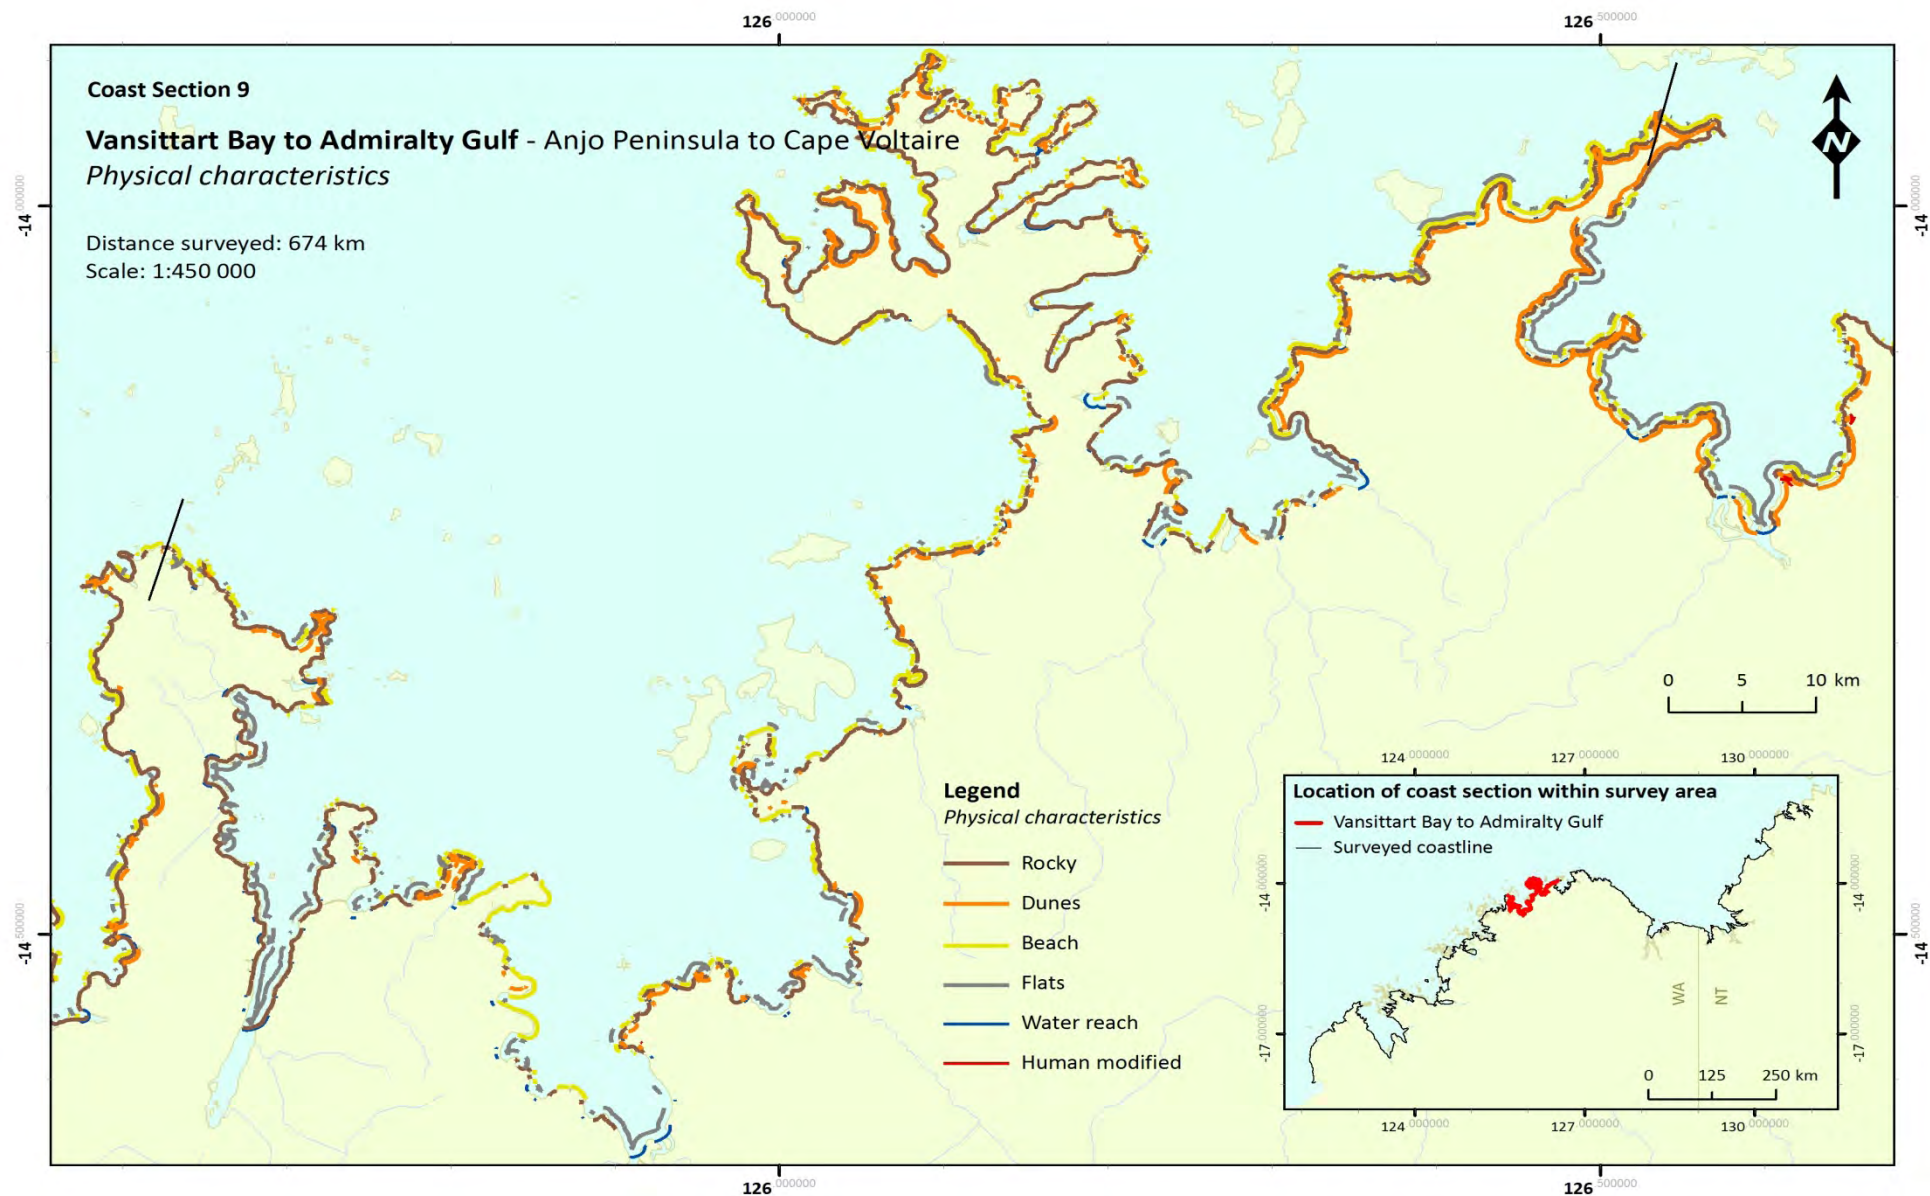 126.000000 126.500000
Coast Section 9
Vansittart Bay to Admiralty Gulf - Anjo Peninsula to Cape Voltaire
Physical characteristics
-14.000000 -14.000000
Distance surveyed: 674 km
Scale: 1:450 000
N
0 5 10 km
Legend
Physical characteristics
Rocky
Dunes
Beach
Flats
Water reach
Human modified
124.000000 127.000000 130.000000
Location of coast section within survey area
Vansittart Bay to Admiralty Gulf
Surveyed coastline
-14.000000 -14.000000
WA NT
-17.000000 -17.000000
0 125 250 km
124.000000 127.000000 130.000000
-14.500000 -14.500000
126.000000 126.500000